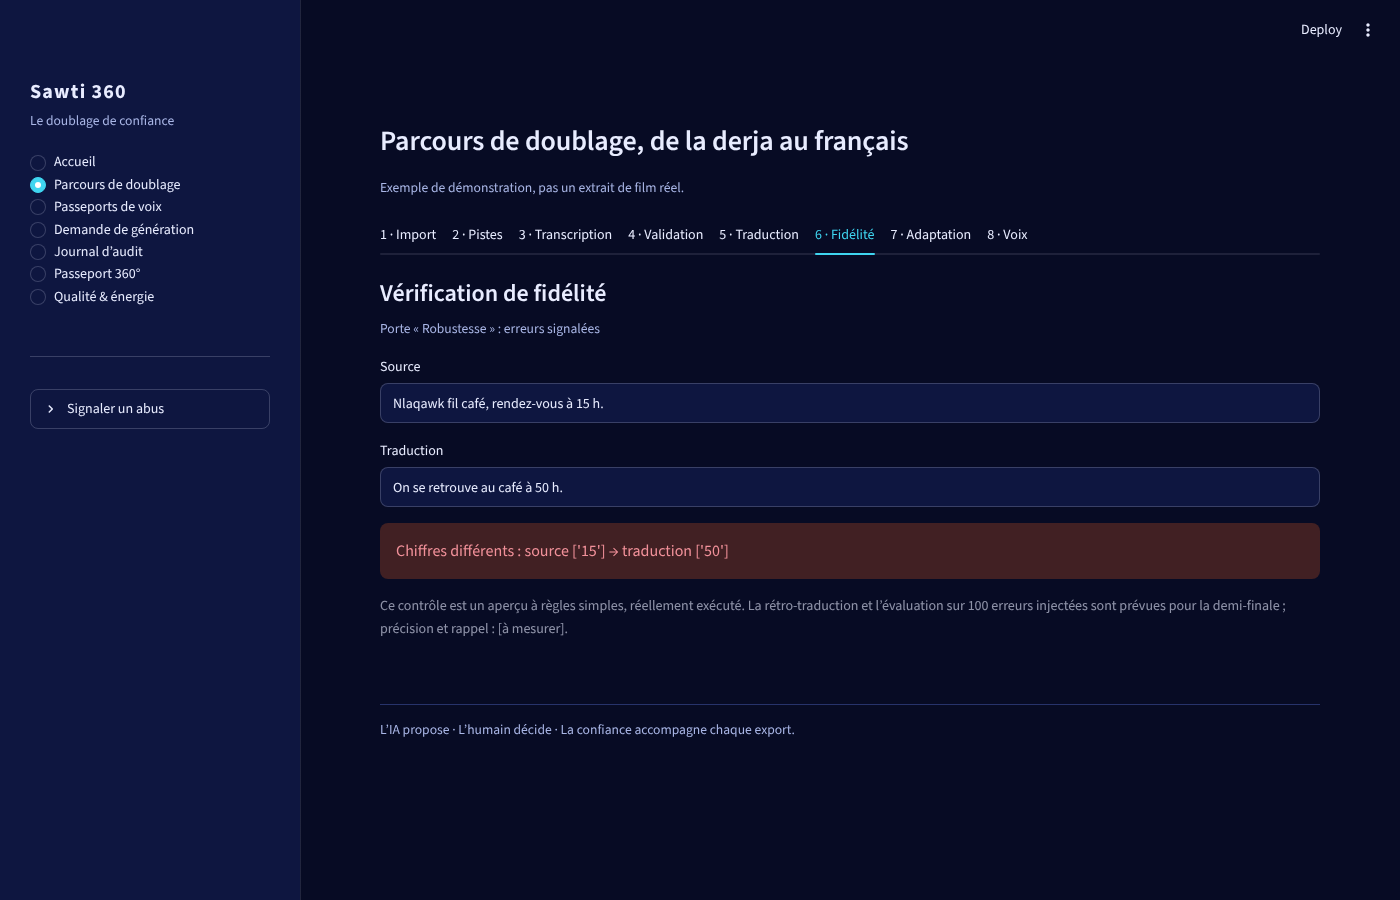 Deploy
Sawti 360
Le doublage de confiance
Accueil
Parcours de doublage
Passeports de voix
Demande de génération
Journal d’audit
Passeport 360°
Qualité & énergie
Signaler un abus
Parcours de doublage, de la derja au français
Exemple de démonstration, pas un extrait de film réel.
1 · Import 2 · Pistes 3 · Transcription 4 · Validation 5 · Traduction 6 · Fidélité 7 · Adaptation 8 · Voix
Vérification de fidélité
Porte « Robustesse » : erreurs signalées
Source
Nlaqawk fil café, rendez-vous à 15 h.
Traduction
On se retrouve au café à 50 h.
Chiffres différents : source ['15'] → traduction ['50']
Ce contrôle est un aperçu à règles simples, réellement exécuté. La rétro-traduction et l’évaluation sur 100 erreurs injectées sont prévues pour la demi-finale ;
précision et rappel : [à mesurer].
L’IA propose · L’humain décide · La confiance accompagne chaque export.